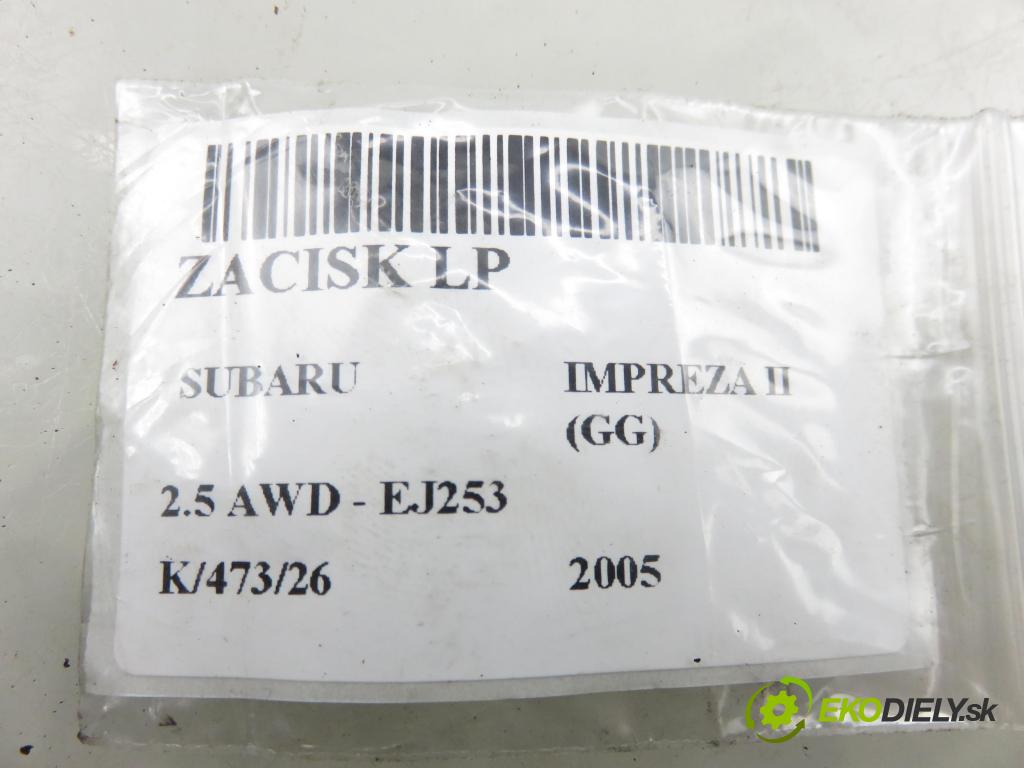 ZACISK LP
SUBARU IMPREZA II
(GG)
2.5 AWD - EJ253
K/473/26 2005
EKODIELY.sk